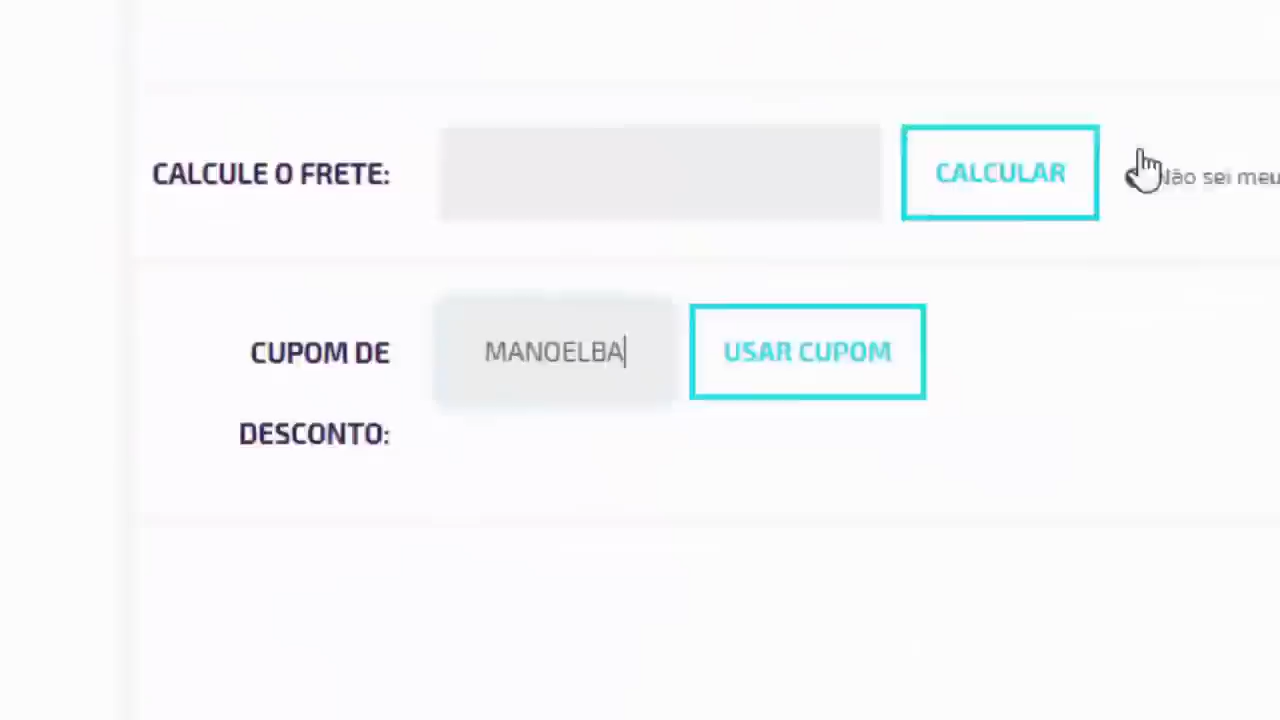 CALCULE O FRETE:
CALCULAR
Não sei meu
CUPOM DE
MANOELBA
USAR CUPOM
DESCONTO: